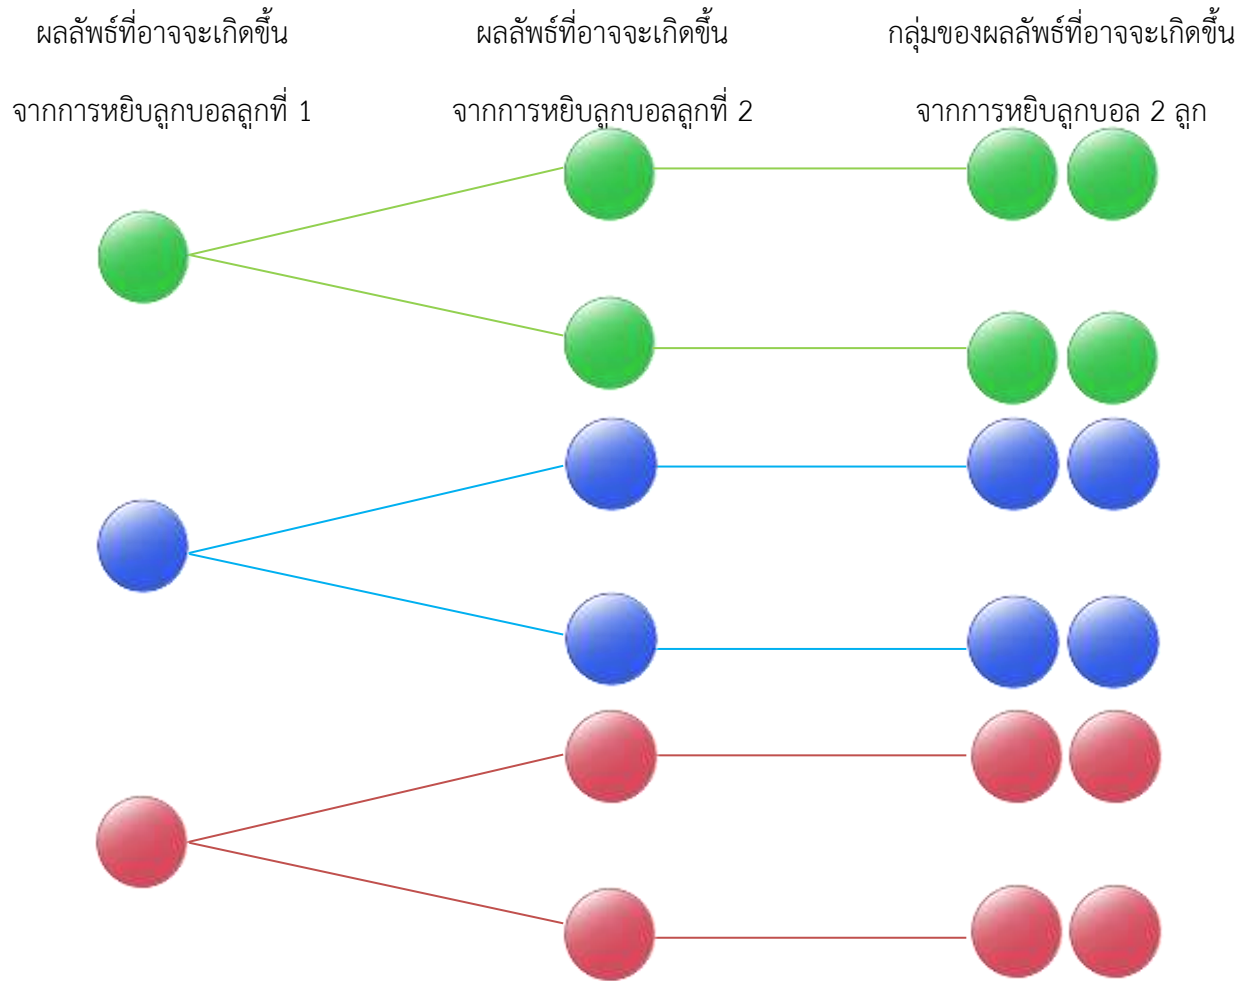 ผลลัพธ์ที่อาจจะเกิดขึ้น
จากการหยิบลูกบอลลูกที่ 1
ผลลัพธ์ที่อาจจะเกิดขึ้น
จากการหยิบลูกบอลลูกที่ 2
กลุ่มของผลลัพธ์ที่อาจจะเกิดขึ้น
จากการหยิบลูกบอล 2 ลูก